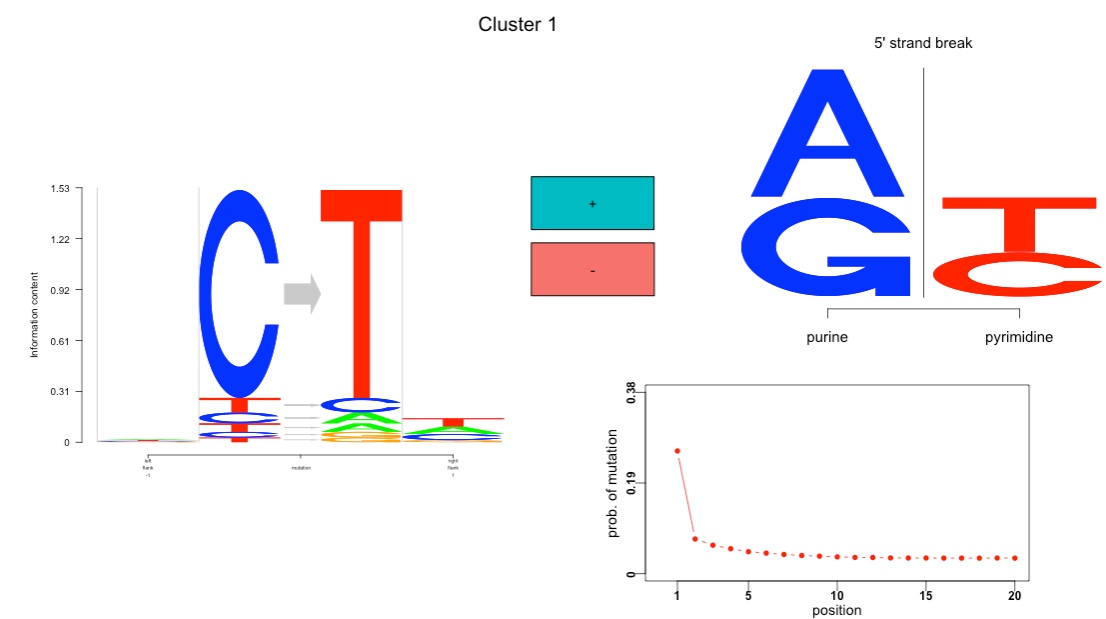 Cluster 1
5' strand break
A
G
T
C
purine
pyrimidine
+
-
Information content
1.53
1.22
0.92
0.61
0.31
0
C
T
T
C
T
C
T
C
A
A
G
G
T
A
C
left
flank
-1
mutation
right
flank
1
prob. of mutation
0.38
0.19
0
1
5
10
15
20
position